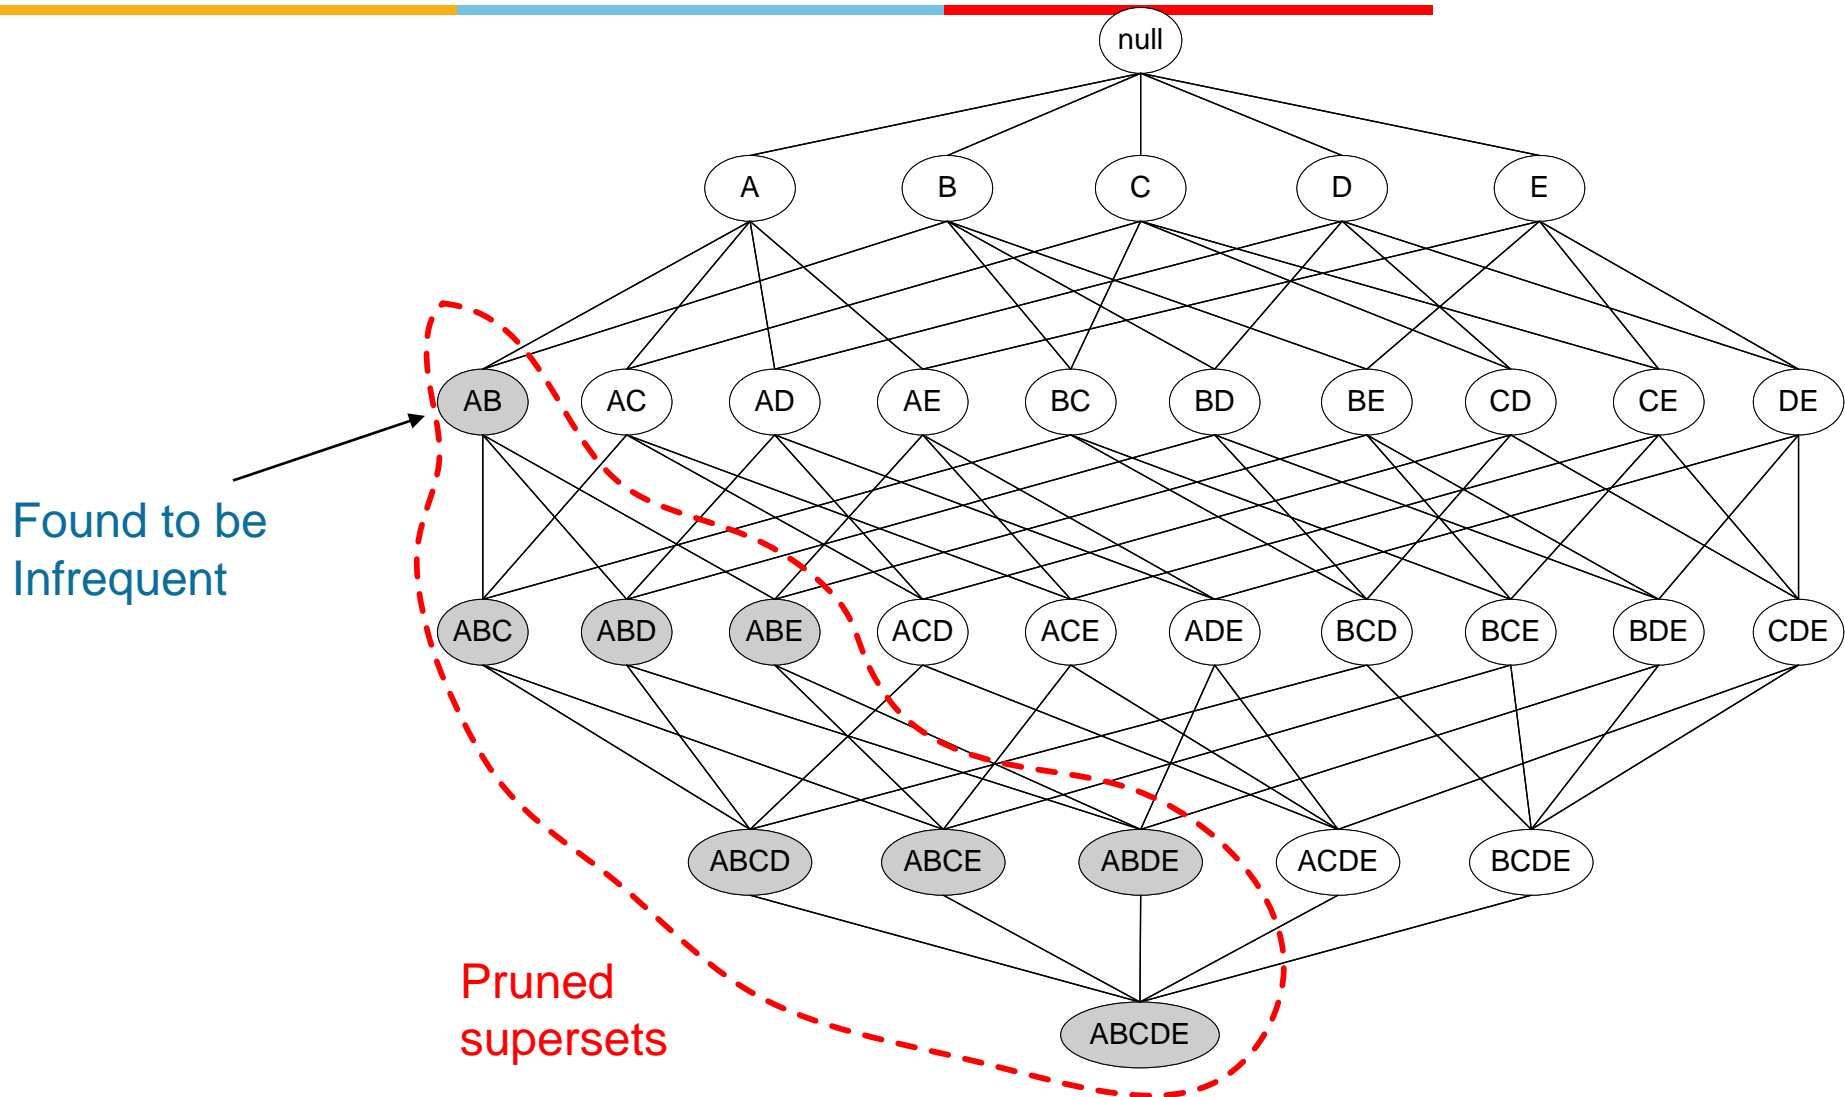 null
A B C D E
AB AC AD AE BC BD BE CD CE DE
Found to be
Infrequent
ABC ABD ABE ACD ACE ADE BCD BCE BDE CDE
ABCD ABCE ABDE ACDE BCDE
Pruned
supersets
ABCDE